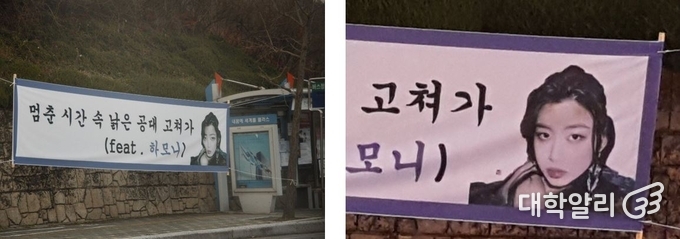 멈춘 시간 속 낡은 공대 고쳐가
(feat. 하모니)
고쳐가
모니)
대학알리